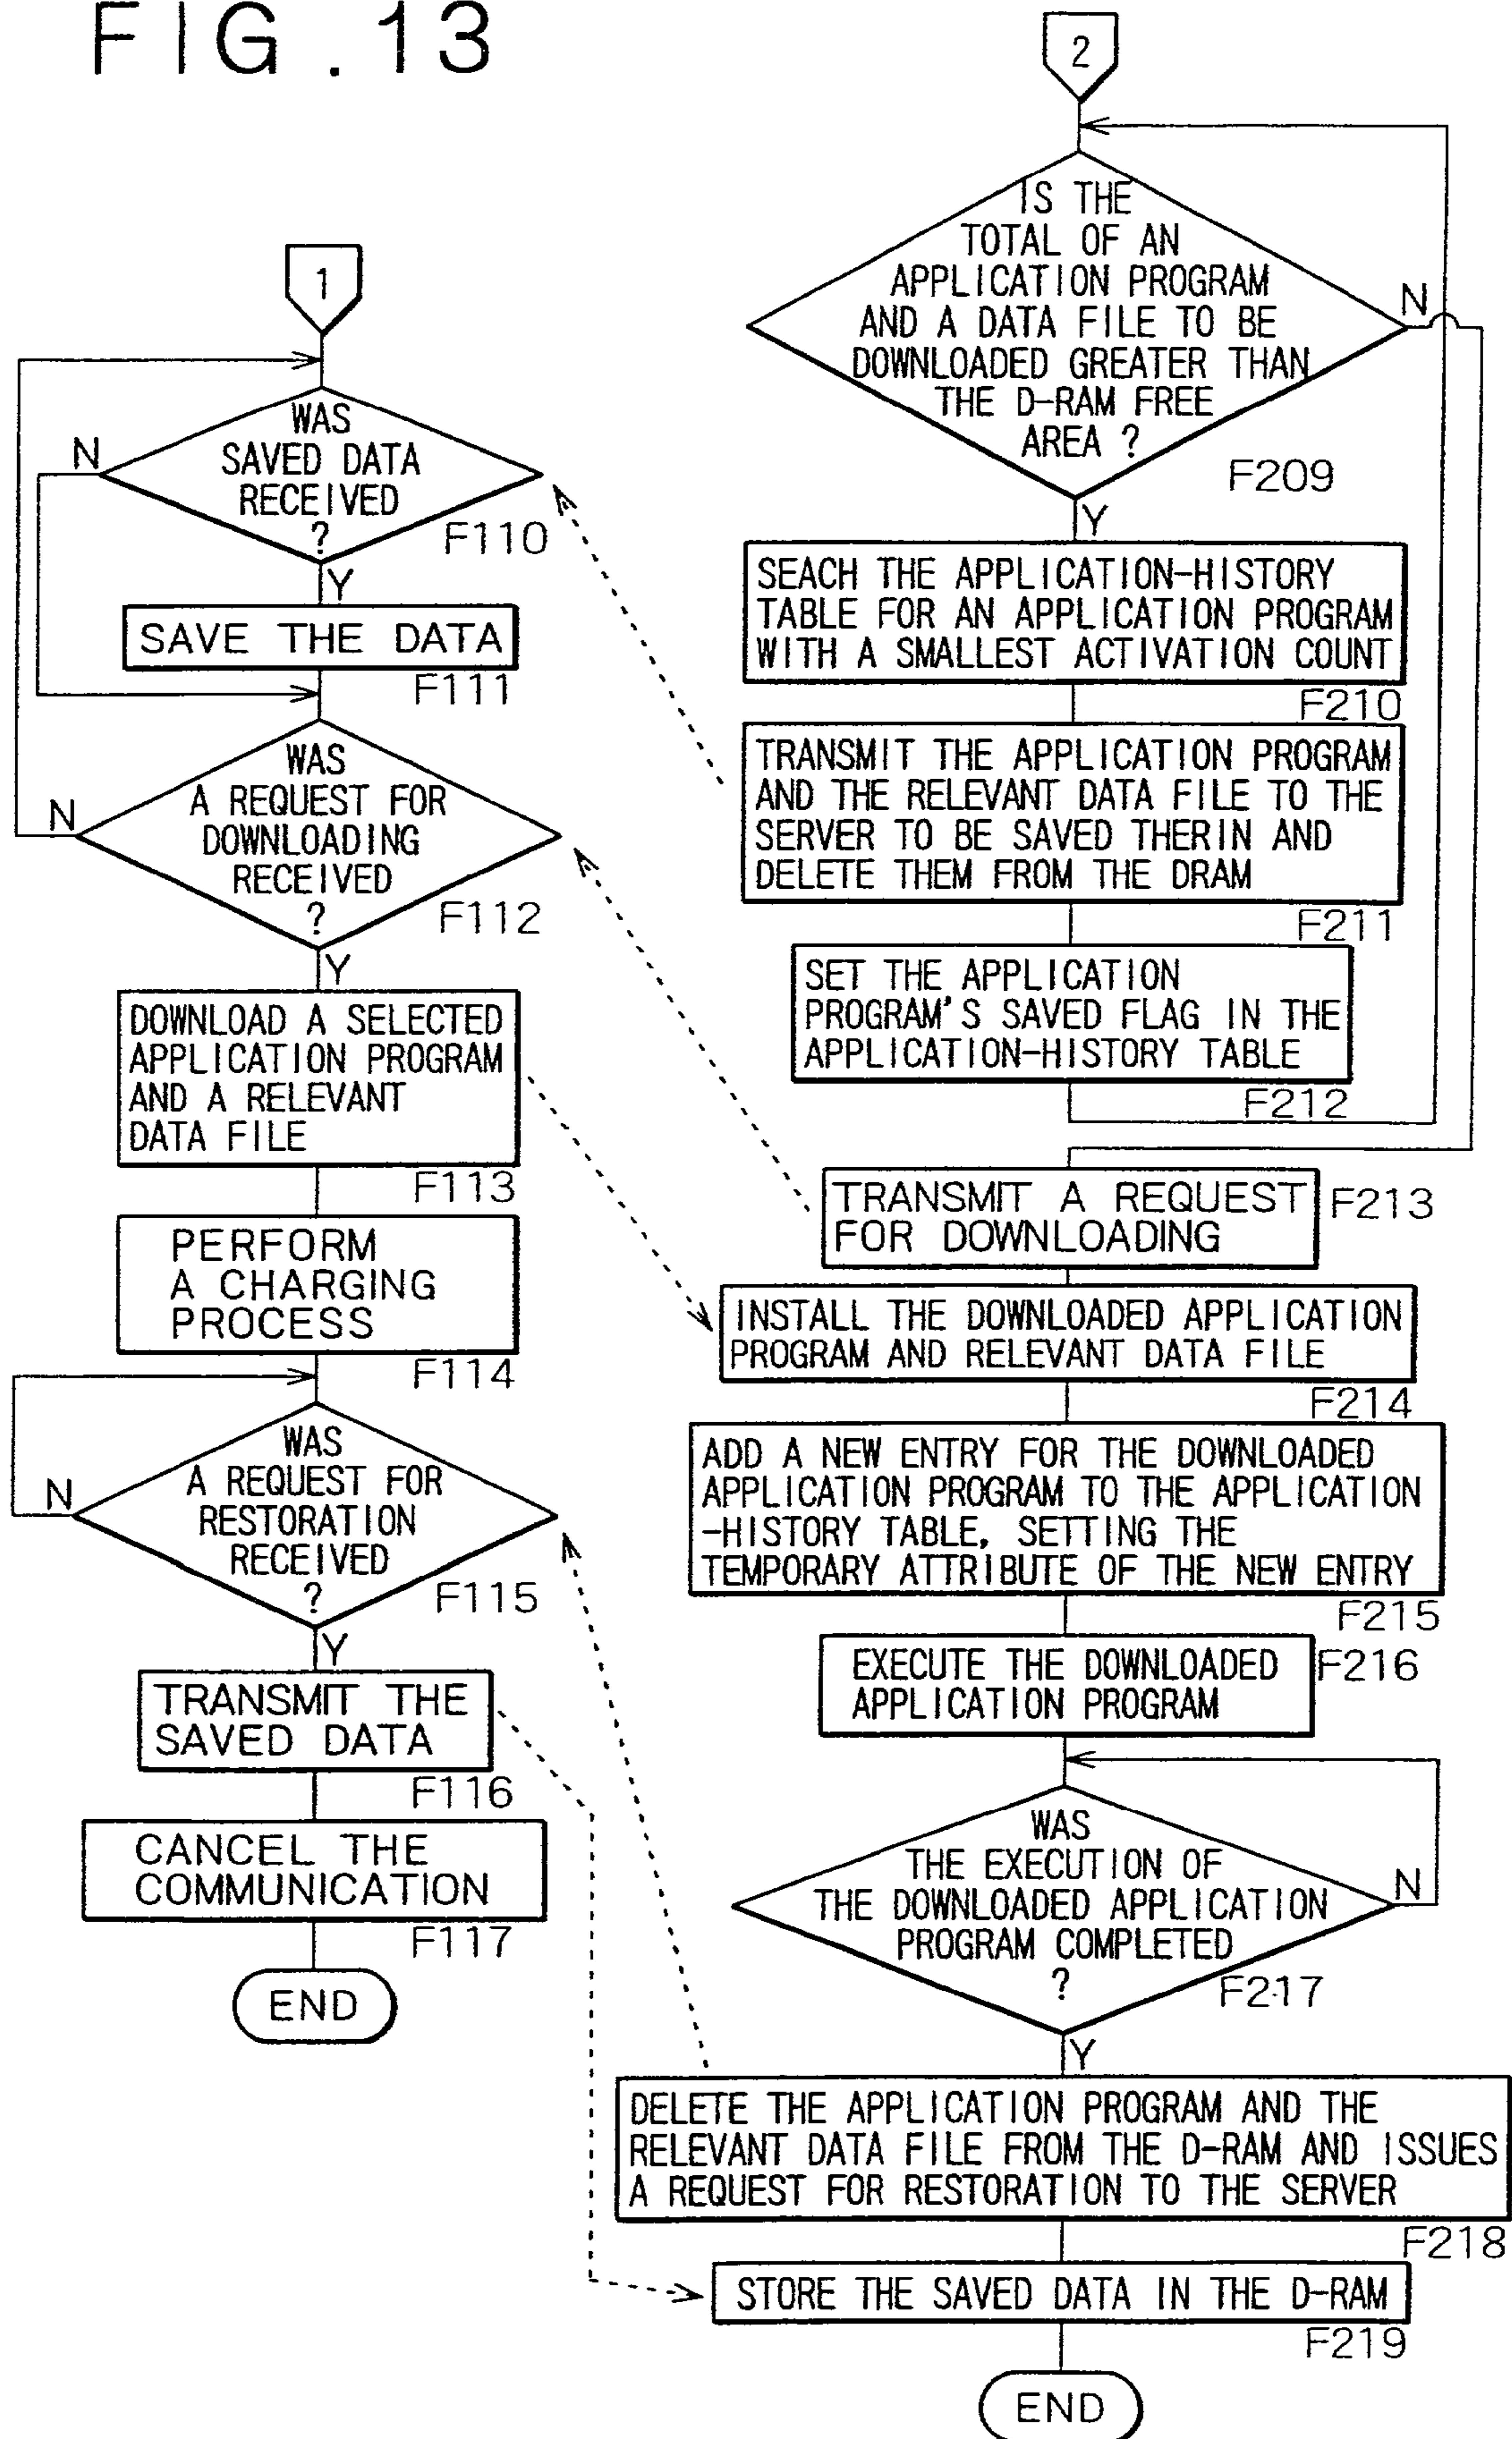 FIG.13
1
WAS
SAVED DATA
RECEIVED
?
N
F110
Y
SAVE THE DATA
F111
WAS
A REQUEST FOR
DOWNLOADING
RECEIVED
?
N
F112
Y
DOWNLOAD A SELECTED
APPLICATION PROGRAM
AND A RELEVANT
DATA FILE
F113
PERFORM
A CHARGING
PROCESS
F114
WAS
A REQUEST FOR
RESTORATION
RECEIVED
?
N
F115
Y
TRANSMIT THE
SAVED DATA
F116
CANCEL THE
COMMUNICATION
F117
END
2
IS THE
TOTAL OF AN
APPLICATION PROGRAM
AND A DATA FILE TO BE
DOWNLOADED GREATER THAN
THE D-RAM FREE
AREA ?
N
F209
Y
SEACH THE APPLICATION-HISTORY
TABLE FOR AN APPLICATION PROGRAM
WITH A SMALLEST ACTIVATION COUNT
F210
TRANSMIT THE APPLICATION PROGRAM
AND THE RELEVANT DATA FILE TO THE
SERVER TO BE SAVED THERIN AND
DELETE THEM FROM THE DRAM
F211
SET THE APPLICATION
PROGRAM'S SAVED FLAG IN THE
APPLICATION-HISTORY TABLE
F212
TRANSMIT A REQUEST
FOR DOWNLOADING
F213
INSTALL THE DOWNLOADED APPLICATION
PROGRAM AND RELEVANT DATA FILE
F214
ADD A NEW ENTRY FOR THE DOWNLOADED
APPLICATION PROGRAM TO THE APPLICATION
-HISTORY TABLE, SETTING THE
TEMPORARY ATTRIBUTE OF THE NEW ENTRY
F215
EXECUTE THE DOWNLOADED
APPLICATION PROGRAM
F216
WAS
THE EXECUTION OF
THE DOWNLOADED APPLICATION
PROGRAM COMPLETED
?
N
F217
Y
DELETE THE APPLICATION PROGRAM AND THE
RELEVANT DATA FILE FROM THE D-RAM AND ISSUES
A REQUEST FOR RESTORATION TO THE SERVER
F218
STORE THE SAVED DATA IN THE D-RAM
F219
END